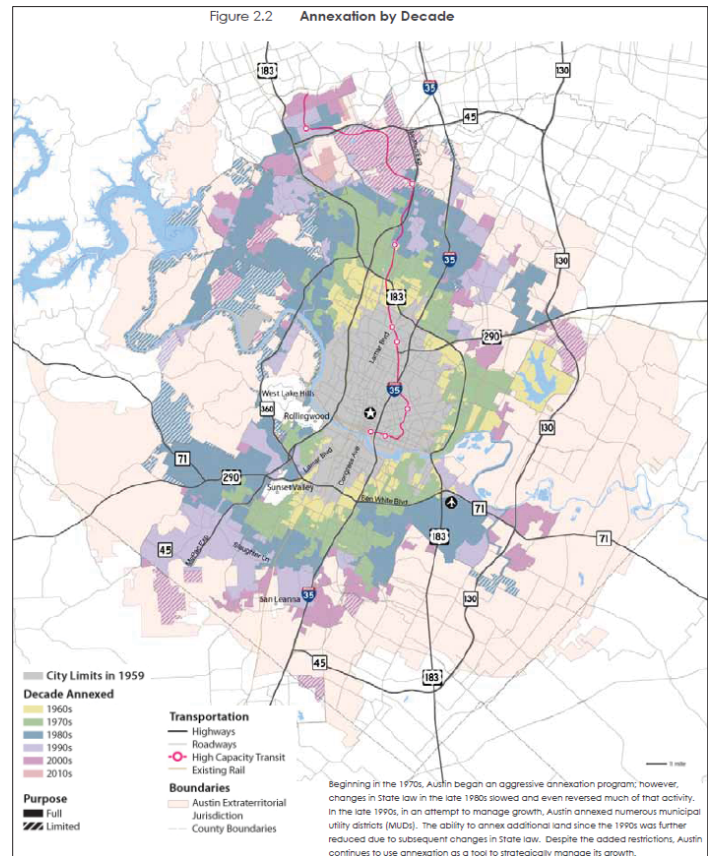 Figure 2.2 Annexation by Decade
183
35
130
130
45
35
130
183
290
Lamar Blvd
West Lake Hills
35
360
Rollingwood
130
71
Lamar Blvd
Congress Ave
290
Sunset Valley
Ben White Blvd
71
183
71
45
MoPac Exp
Slaughter Ln
San Leanna
35
130
45
183
City Limits in 1959
Decade Annexed
1960s
1970s
1980s
1990s
2000s
2010s
Purpose
Full
Limited
Transportation
Highways
Roadways
High Capacity Transit
Existing Rail
Boundaries
Austin Extraterritorial
Jurisdiction
County Boundaries
Beginning in the 1970s, Austin began an aggressive annexation program; however,
changes in State law in the late 1980s slowed and even reversed much of that activity.
In the late 1990s, in an attempt to manage growth, Austin annexed numerous municipal
utility districts (MUDs). The ability to annex additional land since the 1990s was further
reduced due to subsequent changes in State law. Despite the added restrictions, Austin
continues to use annexation as a tool to strategically manage its growth.